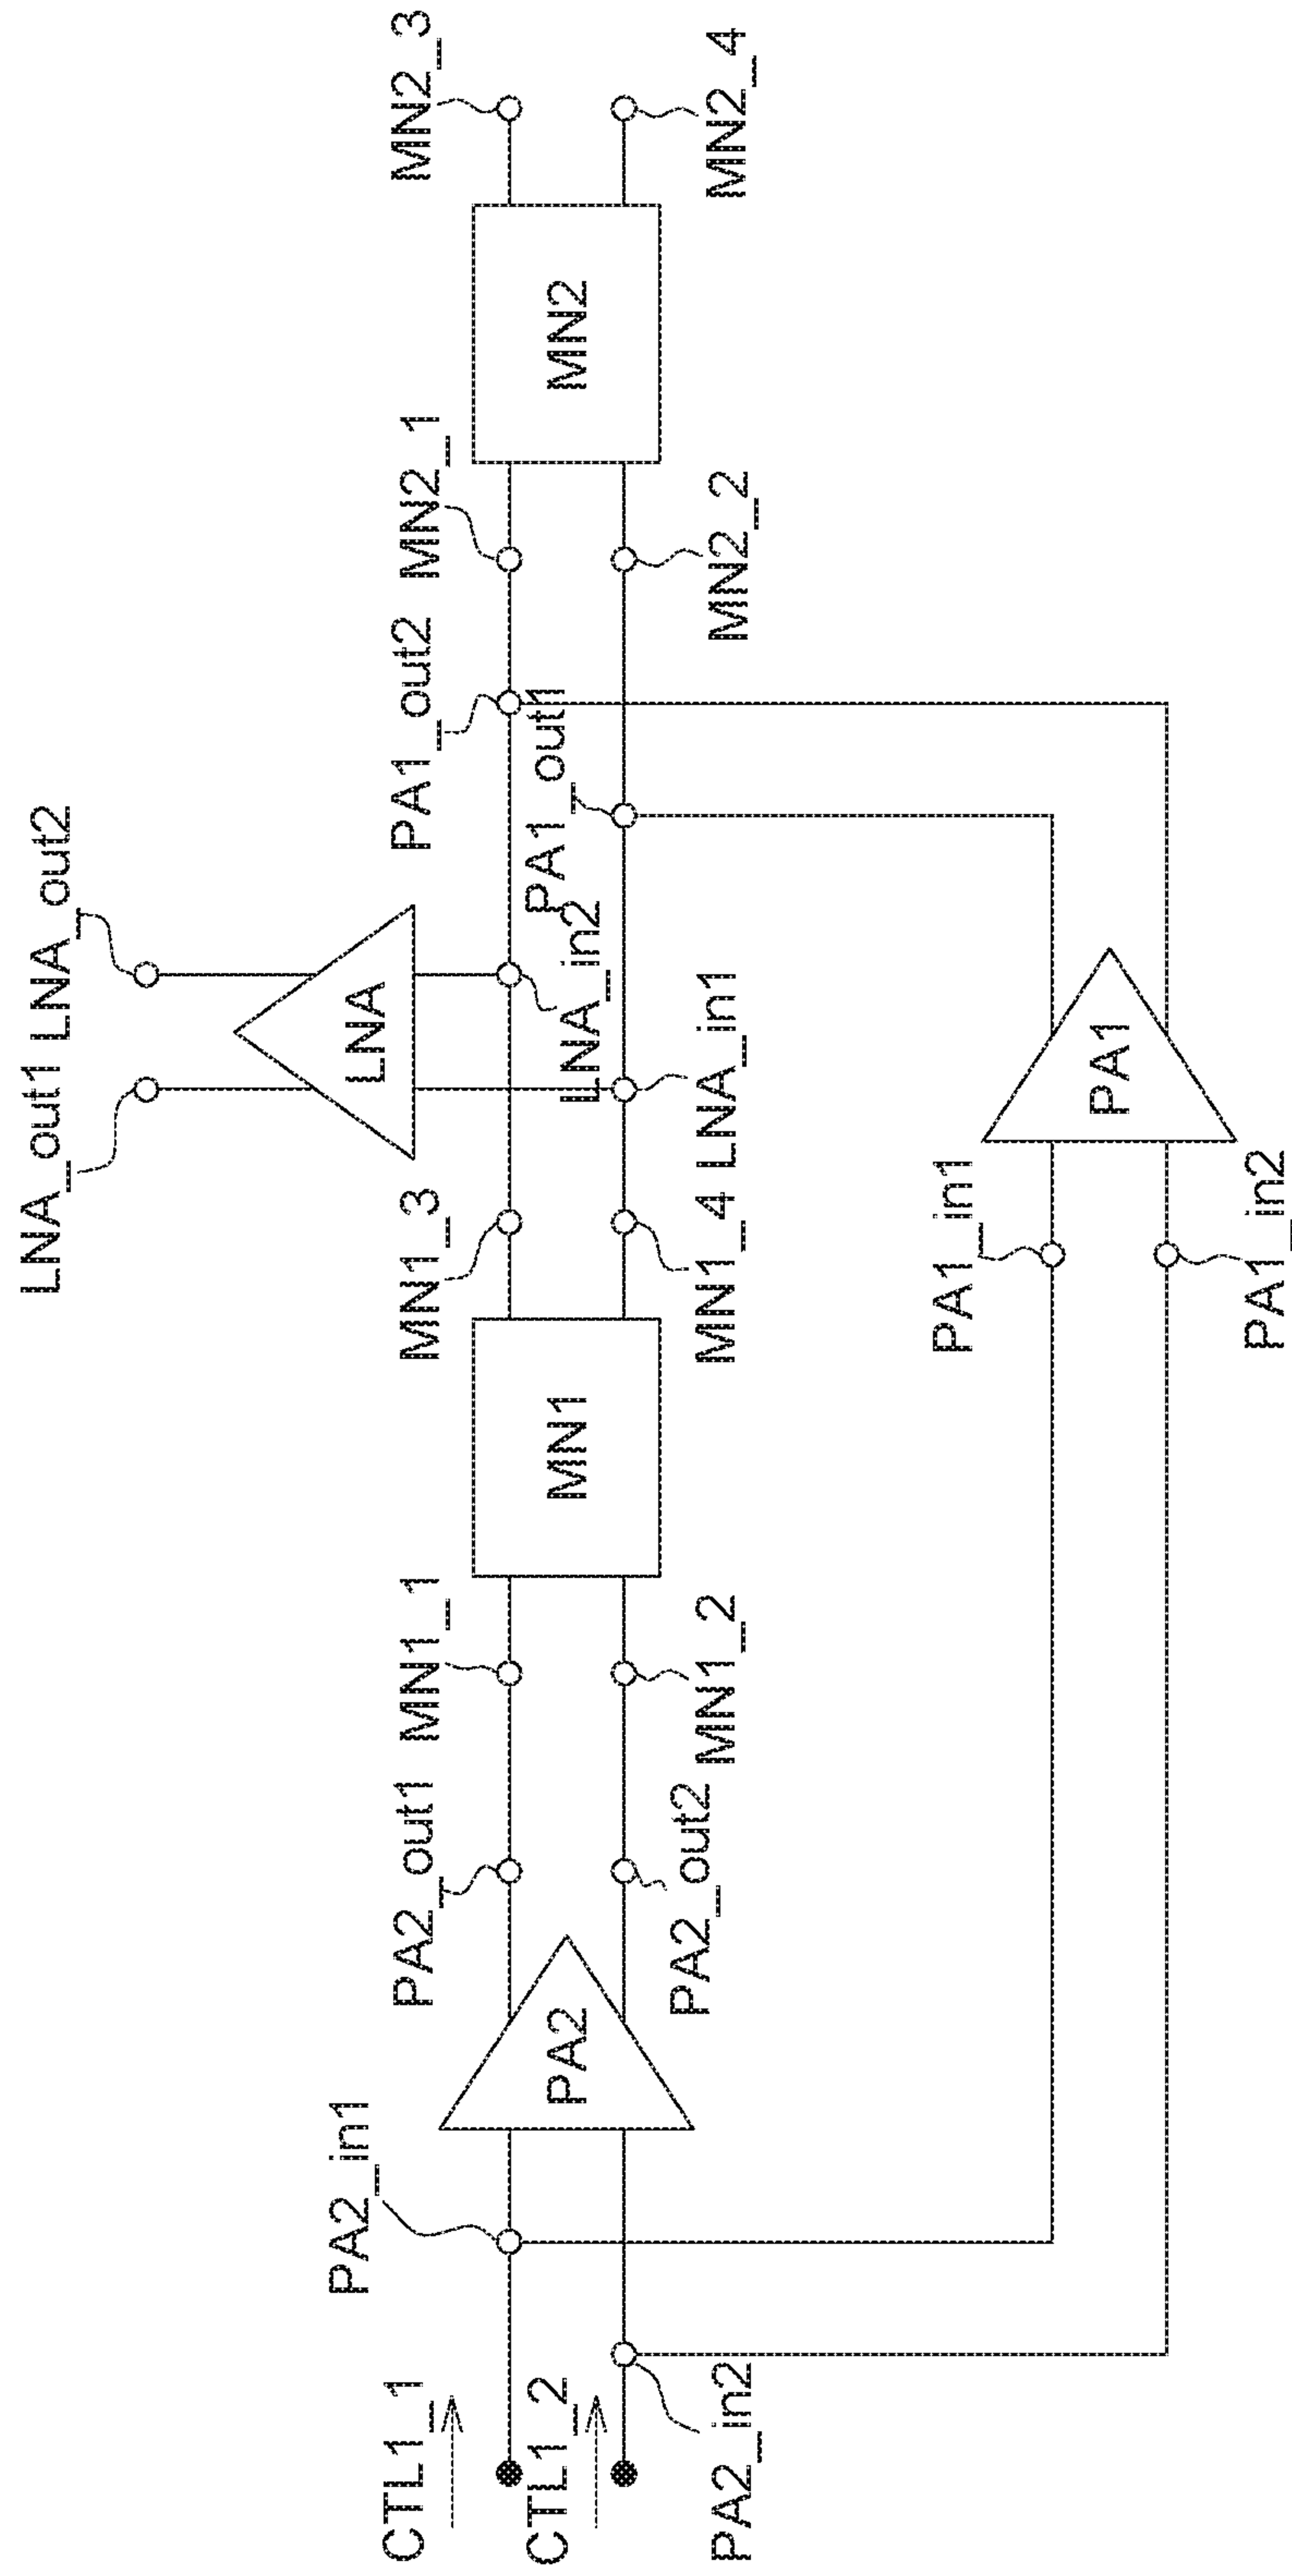 CTL1_1
CTL1_2
PA2_in1
PA2_in2
PA2
PA2_out1
PA2_out2
MN1_1
MN1_2
MN1
MN1_3
MN1_4
LNA_out1
LNA_out2
LNA
LNA_in2
LNA_in1
PA1_out2
PA1_out1
MN2_1
MN2_2
MN2
MN2_3
MN2_4
PA1_in1
PA1_in2
PA1